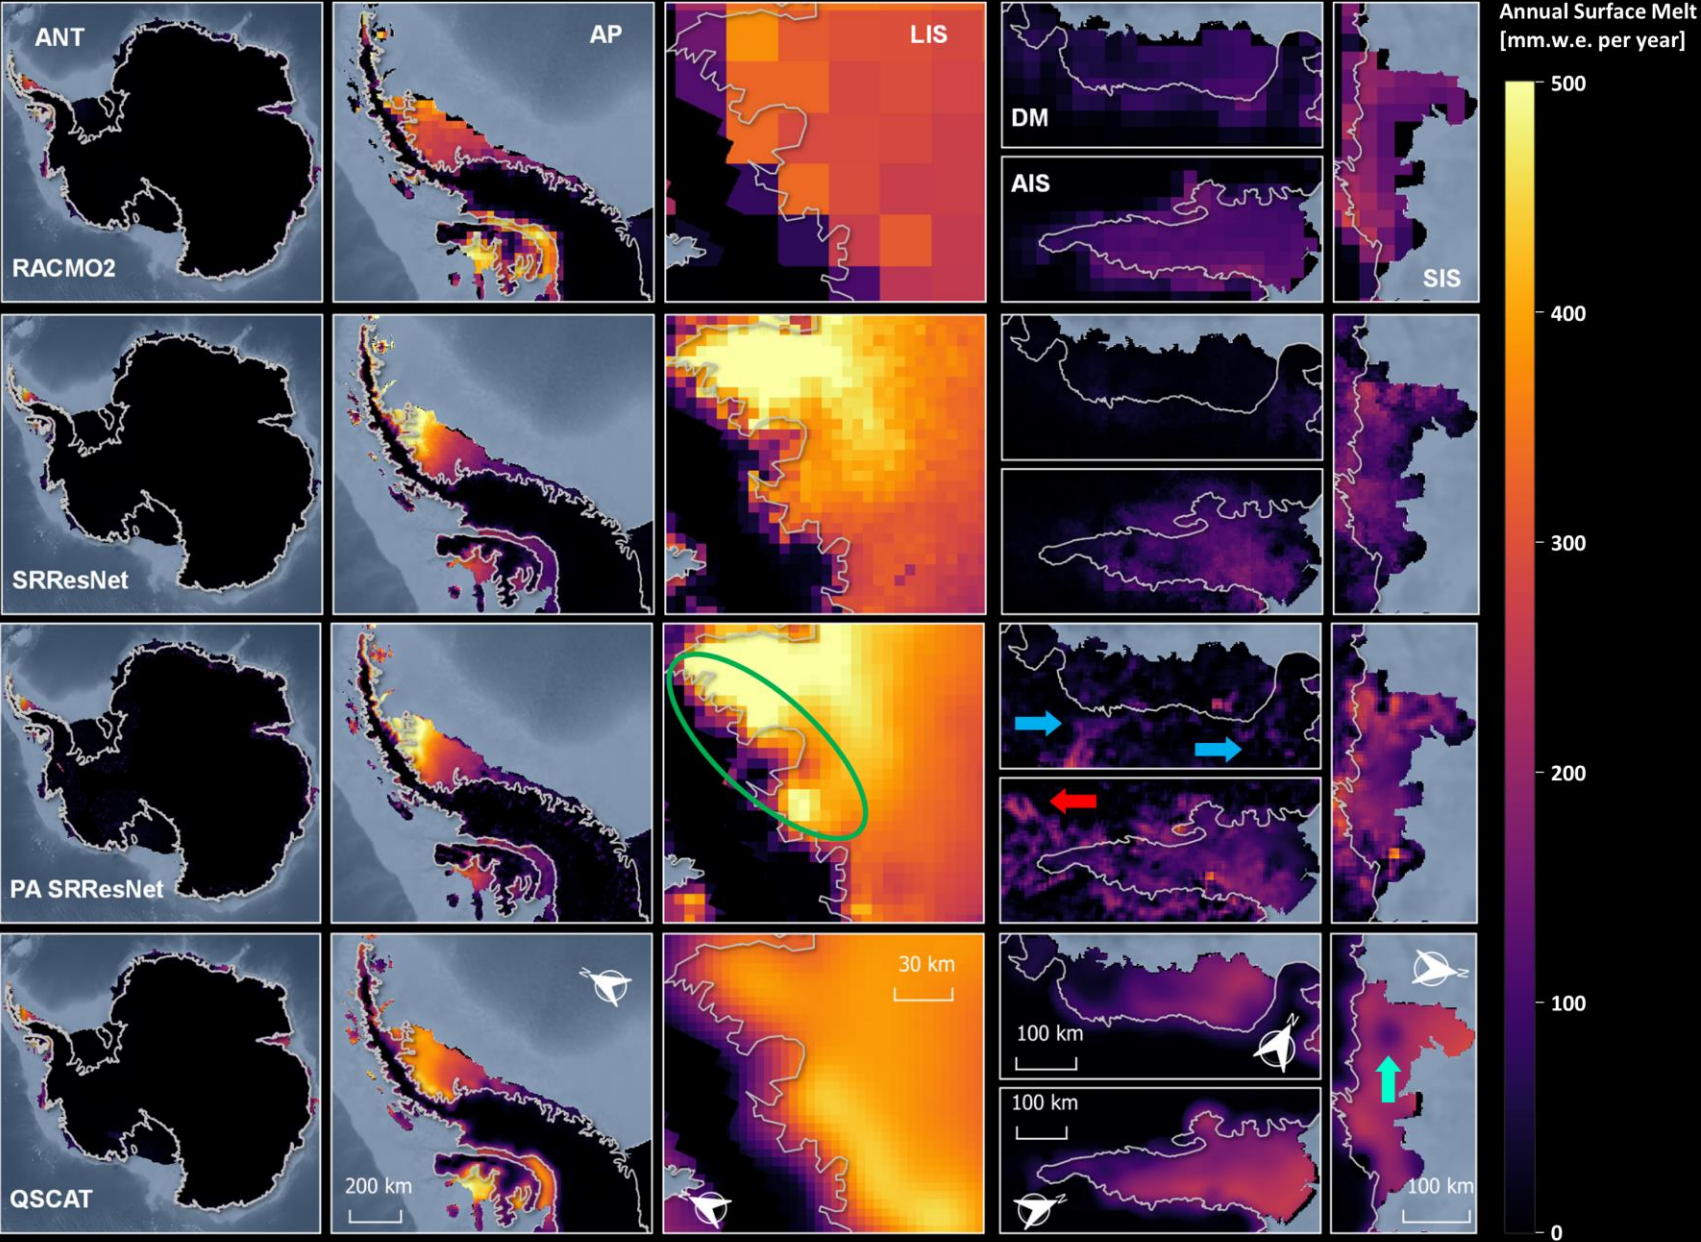 ANT
AP
LIS
DM
AIS
SIS
RACMO2
Annual Surface Melt
[mm.w.e. per year]
500
400
300
200
100
0
SRResNet
PA SRResNet
QSCAT
N
200 km
30 km
N
100 km
N
100 km
N
N
100 km